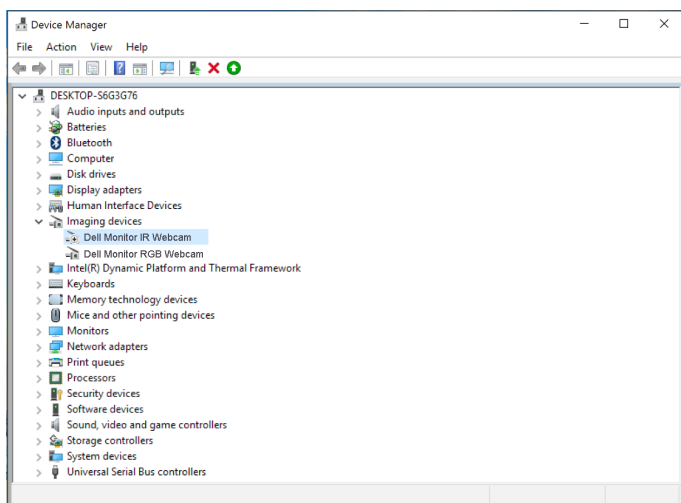 Device Manager
File Action View Help
DESKTOP-S6G3G76
Audio inputs and outputs
Batteries
Bluetooth
Computer
Disk drives
Display adapters
Human Interface Devices
Imaging devices
Dell Monitor IR Webcam
Dell Monitor RGB Webcam
Intel(R) Dynamic Platform and Thermal Framework
Keyboards
Memory technology devices
Mice and other pointing devices
Monitors
Network adapters
Print queues
Processors
Security devices
Software devices
Sound, video and game controllers
Storage controllers
System devices
Universal Serial Bus controllers